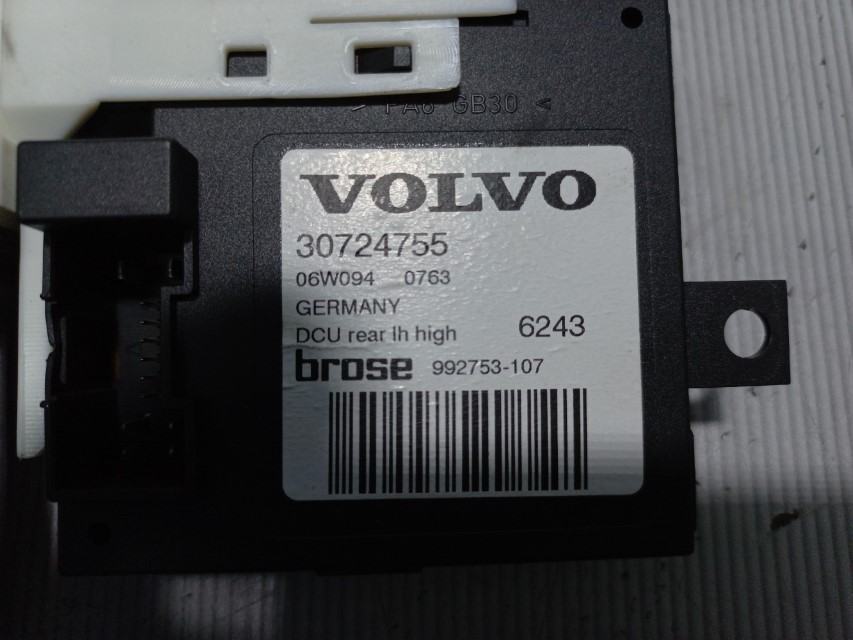 > PA6 GB30 <
VOLVO
30724755
06W094 0763
GERMANY
DCU rear lh high 6243
brose 992753-107